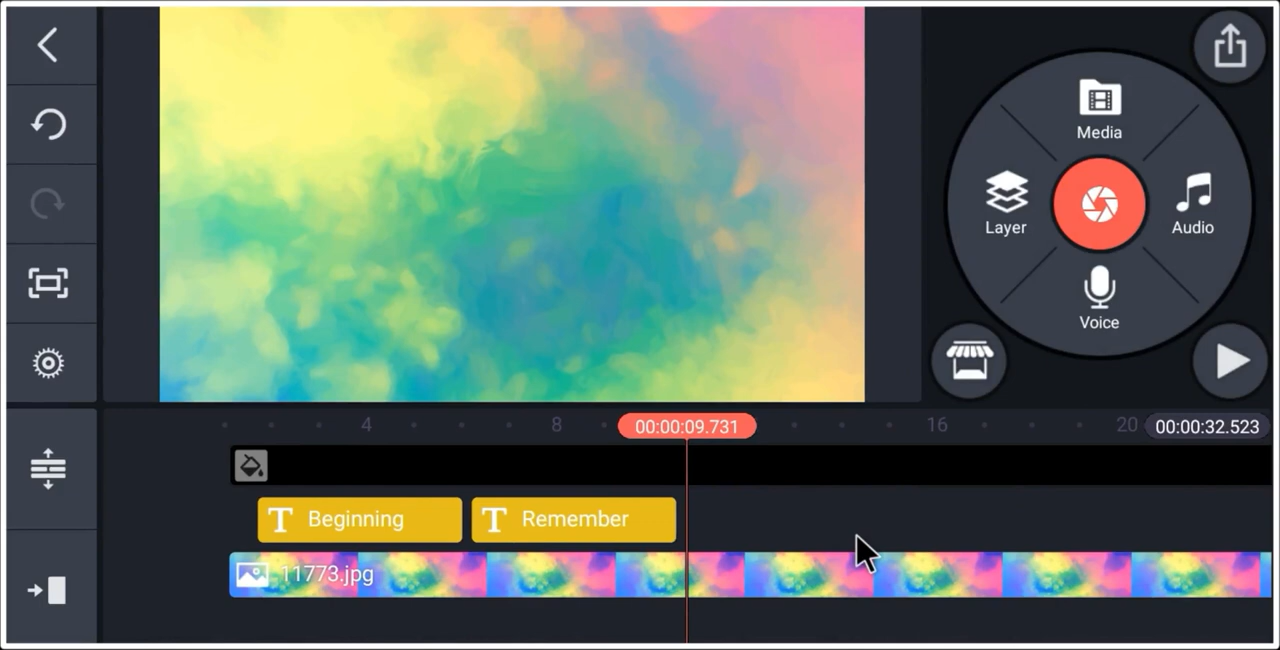 Media
Layer
Audio
Voice
4
8
00:00:09.731
16
20
00:00:32.523
T Beginning
T Remember
11773.jpg